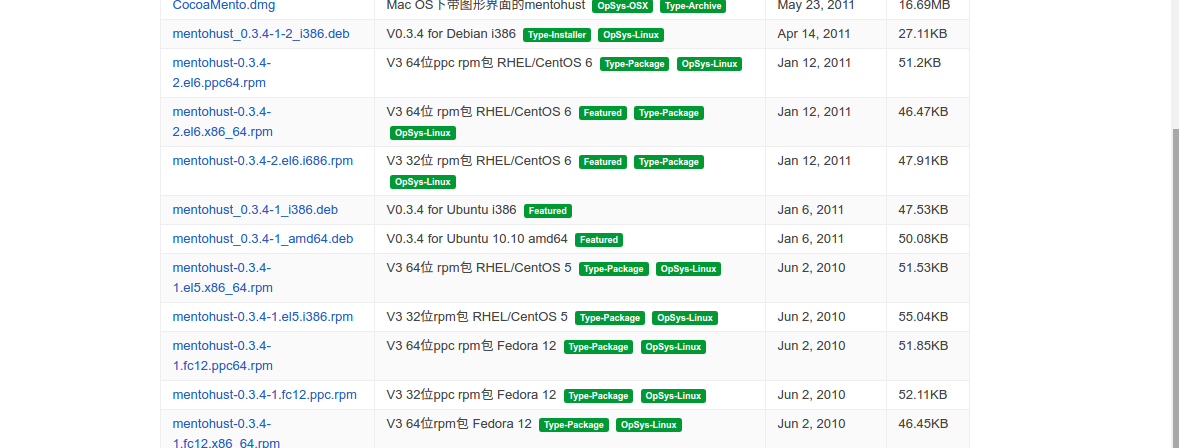 CocoaMento.dmg Mac OS下带图形界面的mentohust OpSys-OSX Type-Archive May 23, 2011 16.69MB
mentohust_0.3.4-1-2_i386.deb V0.3.4 for Debian i386 Type-Installer OpSys-Linux Apr 14, 2011 27.11KB
mentohust-0.3.4- V3 64位ppc rpm包 RHEL/CentOS 6 Type-Package OpSys-Linux Jan 12, 2011 51.2KB
2.el6.ppc64.rpm
mentohust-0.3.4- V3 64位 rpm包 RHEL/CentOS 6 Featured Type-Package Jan 12, 2011 46.47KB
2.el6.x86_64.rpm OpSys-Linux
mentohust-0.3.4-2.el6.i686.rpm V3 32位 rpm包 RHEL/CentOS 6 Featured Type-Package Jan 12, 2011 47.91KB
OpSys-Linux
mentohust_0.3.4-1_i386.deb V0.3.4 for Ubuntu i386 Featured Jan 6, 2011 47.53KB
mentohust_0.3.4-1_amd64.deb V0.3.4 for Ubuntu 10.10 amd64 Featured Jan 6, 2011 50.08KB
mentohust-0.3.4- V3 64位 rpm包 RHEL/CentOS 5 Type-Package OpSys-Linux Jun 2, 2010 51.53KB
1.el5.x86_64.rpm
mentohust-0.3.4-1.el5.i386.rpm V3 32位rpm包 RHEL/CentOS 5 Type-Package OpSys-Linux Jun 2, 2010 55.04KB
mentohust-0.3.4- V3 64位ppc rpm包 Fedora 12 Type-Package OpSys-Linux Jun 2, 2010 51.85KB
1.fc12.ppc64.rpm
mentohust-0.3.4-1.fc12.ppc.rpm V3 32位ppc rpm包 Fedora 12 Type-Package OpSys-Linux Jun 2, 2010 52.11KB
mentohust-0.3.4- V3 64位rpm包 Fedora 12 Type-Package OpSys-Linux Jun 2, 2010 46.45KB
1.fc12.x86_64.rpm